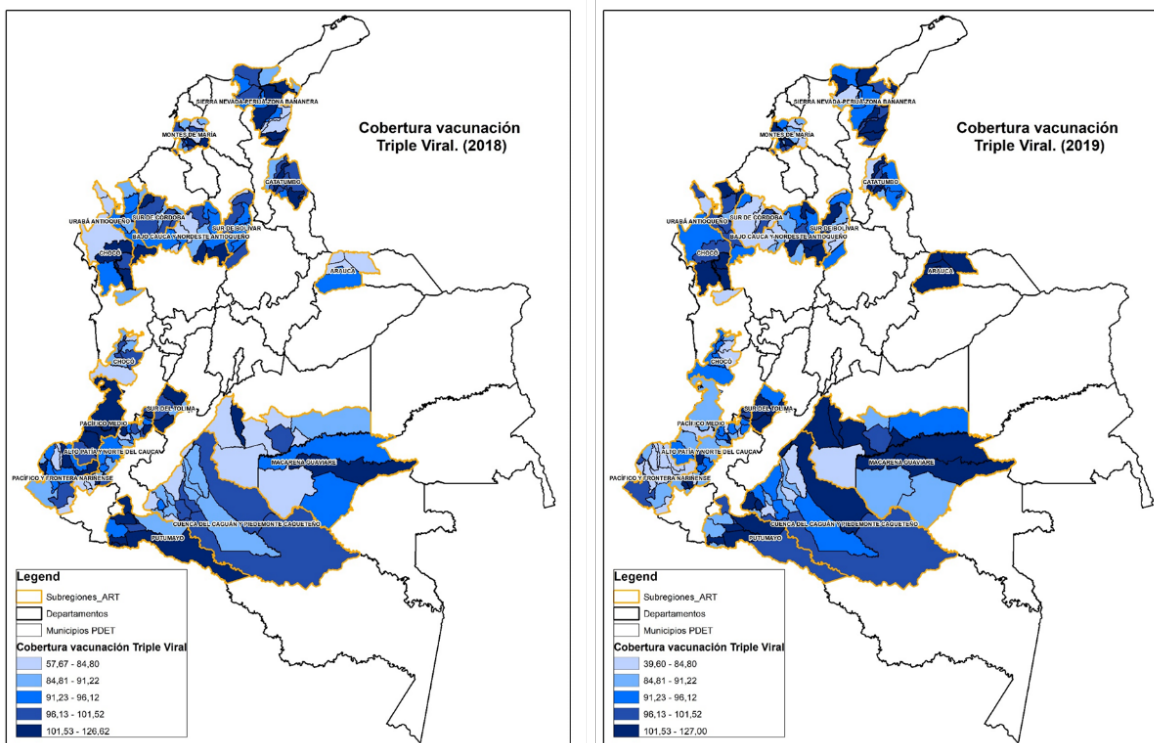 Cobertura vacunación
Triple Viral. (2018)
SIERRA NEVADA-PERIJA-ZONA BANANERA
MONTES DE MARÍA
CATATUMBO
URABÁ ANTIOQUEÑO
SUR DE CORDOBA
SUR DE BOLÍVAR
BAJO CAUCA Y NORDESTE ANTIOQUEÑO
CHOCÓ
ARAUCA
CHOCÓ
SUR DEL TOLIMA
PACÍFICO MEDIO
ALTO PATÍA Y NORTE DEL CAUCA
MACARENA GUAVIARE
PACÍFICO Y FRONTERA NARIÑENSE
CUENCA DEL CAGUÁN Y PIEDEMONTE CAQUETEÑO
PUTUMAYO
Legend
Subregiones_ART
Departamentos
Municipios PDET
Cobertura vacunación Triple Viral
57,67 - 84,80
84,81 - 91,22
91,23 - 96,12
96,13 - 101,52
101,53 - 126,62
Cobertura vacunación
Triple Viral. (2019)
SIERRA NEVADA-PERIJA-ZONA BANANERA
MONTES DE MARÍA
CATATUMBO
URABÁ ANTIOQUEÑO
SUR DE CORDOBA
SUR DE BOLÍVAR
BAJO CAUCA Y NORDESTE ANTIOQUEÑO
CHOCÓ
ARAUCA
CHOCÓ
SUR DEL TOLIMA
PACÍFICO MEDIO
ALTO PATÍA Y NORTE DEL CAUCA
MACARENA GUAVIARE
PACÍFICO Y FRONTERA NARIÑENSE
CUENCA DEL CAGUÁN Y PIEDEMONTE CAQUETEÑO
PUTUMAYO
Legend
Subregiones_ART
Departamentos
Municipios PDET
Cobertura vacunación Triple Viral
39,60 - 84,80
84,81 - 91,22
91,23 - 96,12
96,13 - 101,52
101,53 - 127,00